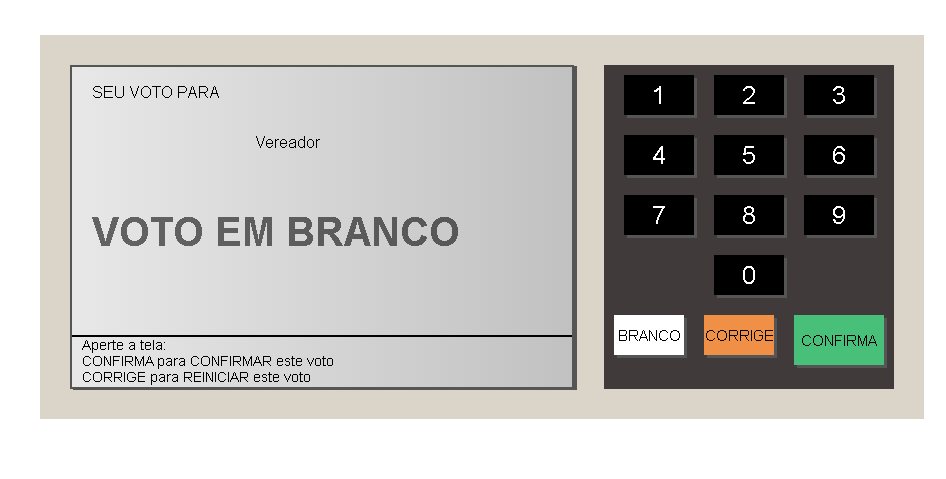 SEU VOTO PARA
Vereador
VOTO EM BRANCO
Aperte a tela:
CONFIRMA para CONFIRMAR este voto
CORRIGE para REINICIAR este voto
1 2 3
4 5 6
7 8 9
0
BRANCO CORRIGE CONFIRMA